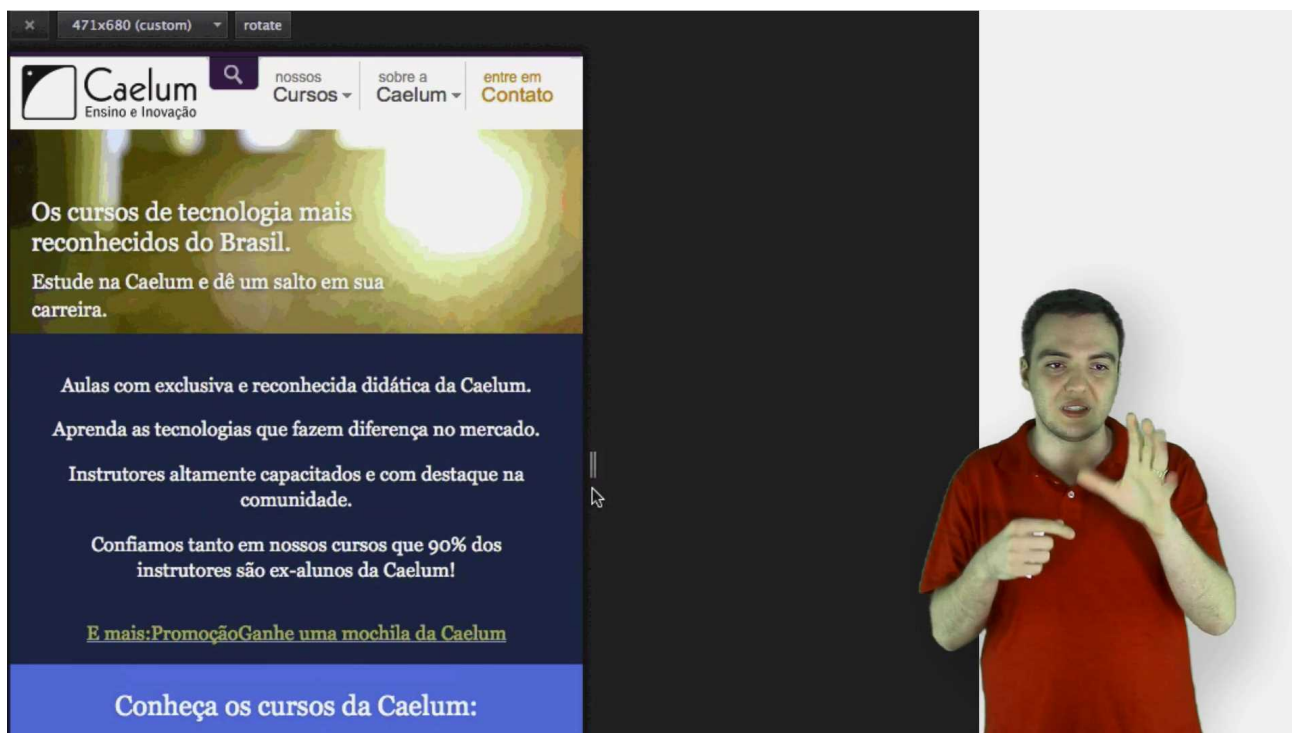 × 471x680 (custom) rotate
Caelum
Ensino e Inovação
nossos
Cursos
sobre a
Caelum
entre em
Contato
Os cursos de tecnologia mais
reconhecidos do Brasil.
Estude na Caelum e dê um salto em sua
carreira.
Aulas com exclusiva e reconhecida didática da Caelum.
Aprenda as tecnologias que fazem diferença no mercado.
Instrutores altamente capacitados e com destaque na
comunidade.
Confiamos tanto em nossos cursos que 90% dos
instrutores são ex-alunos da Caelum!
E mais:PromoçãoGanhe uma mochila da Caelum
Conheça os cursos da Caelum: